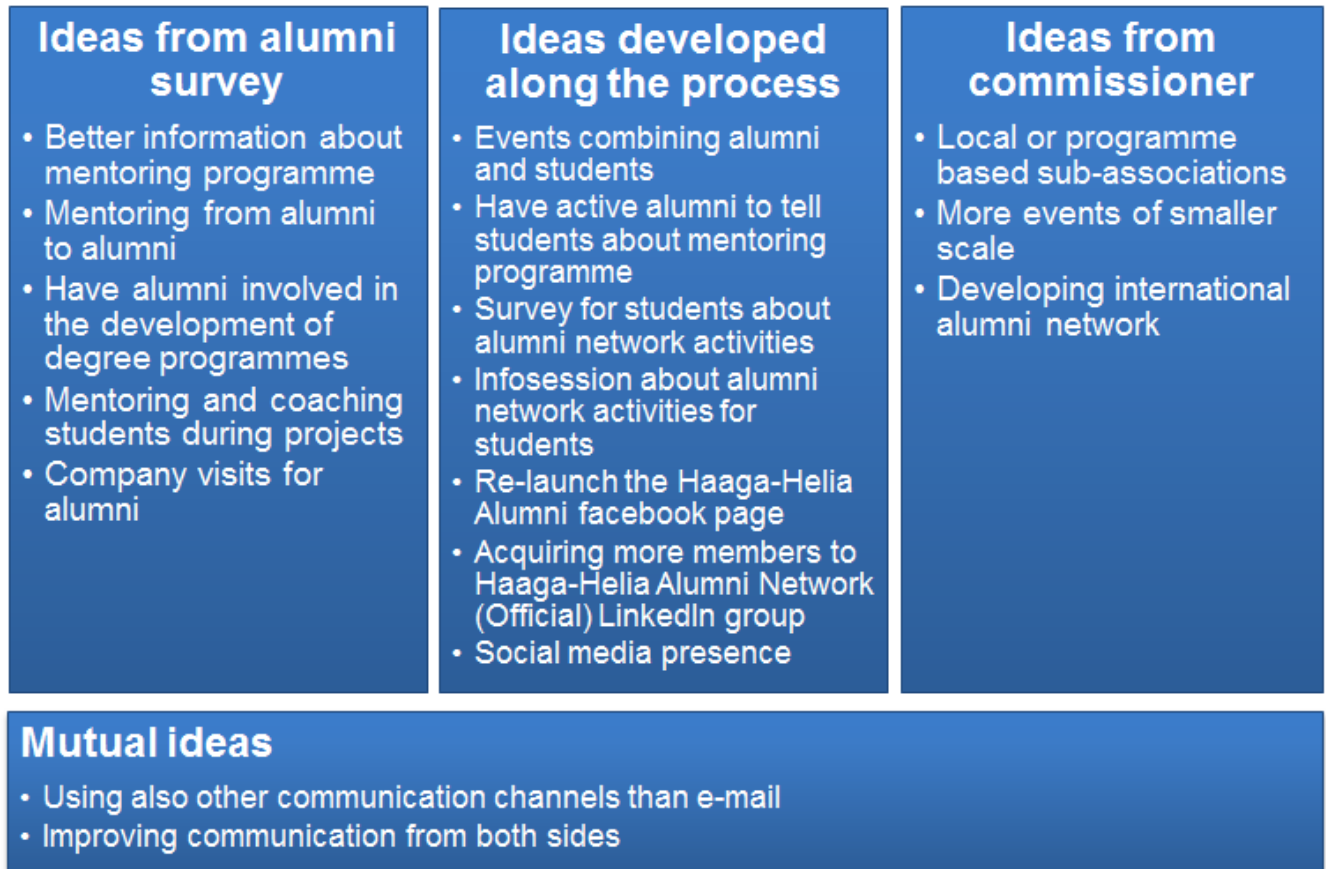 Ideas from alumni
survey
• Better information about
mentoring programme
• Mentoring from alumni
to alumni
• Have alumni involved in
the development of
degree programmes
• Mentoring and coaching
students during projects
• Company visits for
alumni
Ideas developed
along the process
• Events combining alumni
and students
• Have active alumni to tell
students about mentoring
programme
• Survey for students about
alumni network activities
• Infosession about alumni
network activities for
students
• Re-launch the Haaga-Helia
Alumni facebook page
• Acquiring more members to
Haaga-Helia Alumni Network
(Official) LinkedIn group
• Social media presence
Ideas from
commissioner
• Local or programme
based sub-associations
• More events of smaller
scale
• Developing international
alumni network
Mutual ideas
• Using also other communication channels than e-mail
• Improving communication from both sides